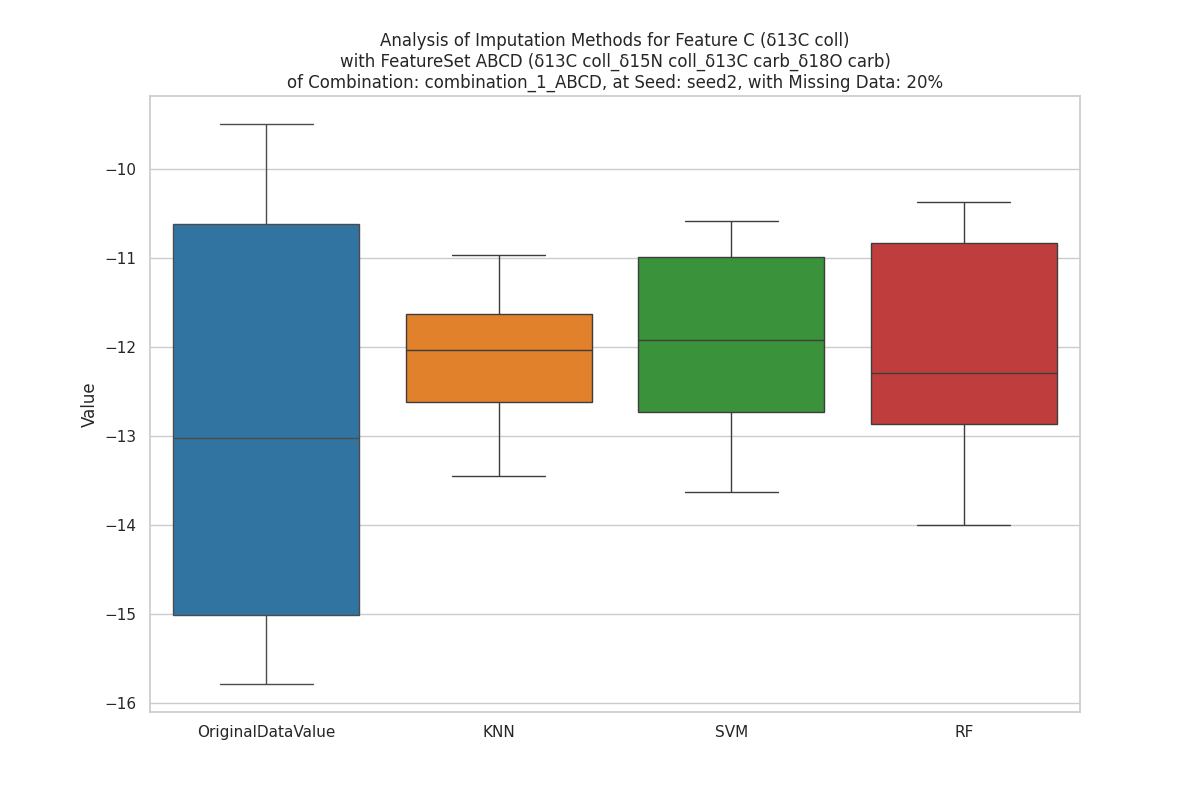 Analysis of Imputation Methods for Feature C (δ13C coll)
with FeatureSet ABCD (δ13C coll_δ15N coll_δ13C carb_δ18O carb)
of Combination: combination_1_ABCD, at Seed: seed2, with Missing Data: 20%
−10
−11
−12
−13
−14
−15
−16
Value
OriginalDataValue
KNN
SVM
RF